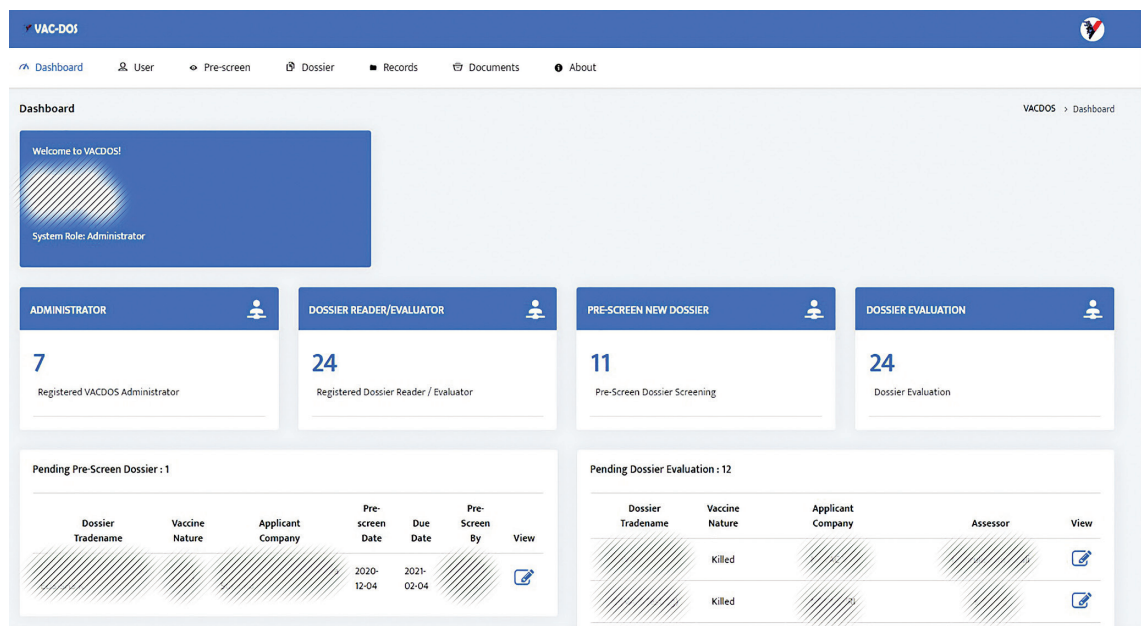 VAC-DOS
Dashboard User Pre-screen Dossier Records Documents About
Dashboard
VACDOS > Dashboard
Welcome to VACDOS!
System Role: Administrator
ADMINISTRATOR
7
Registered VACDOS Administrator
DOSSIER READER/EVALUATOR
24
Registered Dossier Reader / Evaluator
PRE-SCREEN NEW DOSSIER
11
Pre-Screen Dossier Screening
DOSSIER EVALUATION
24
Dossier Evaluation
Pending Pre-Screen Dossier : 1
Dossier Tradename
Vaccine Nature
Applicant Company
Pre-screen Date
Due Date
Pre-Screen By
View
2020-12-04
2021-02-04
Pending Dossier Evaluation : 12
Dossier Tradename
Vaccine Nature
Applicant Company
Assessor
View
Killed
Killed